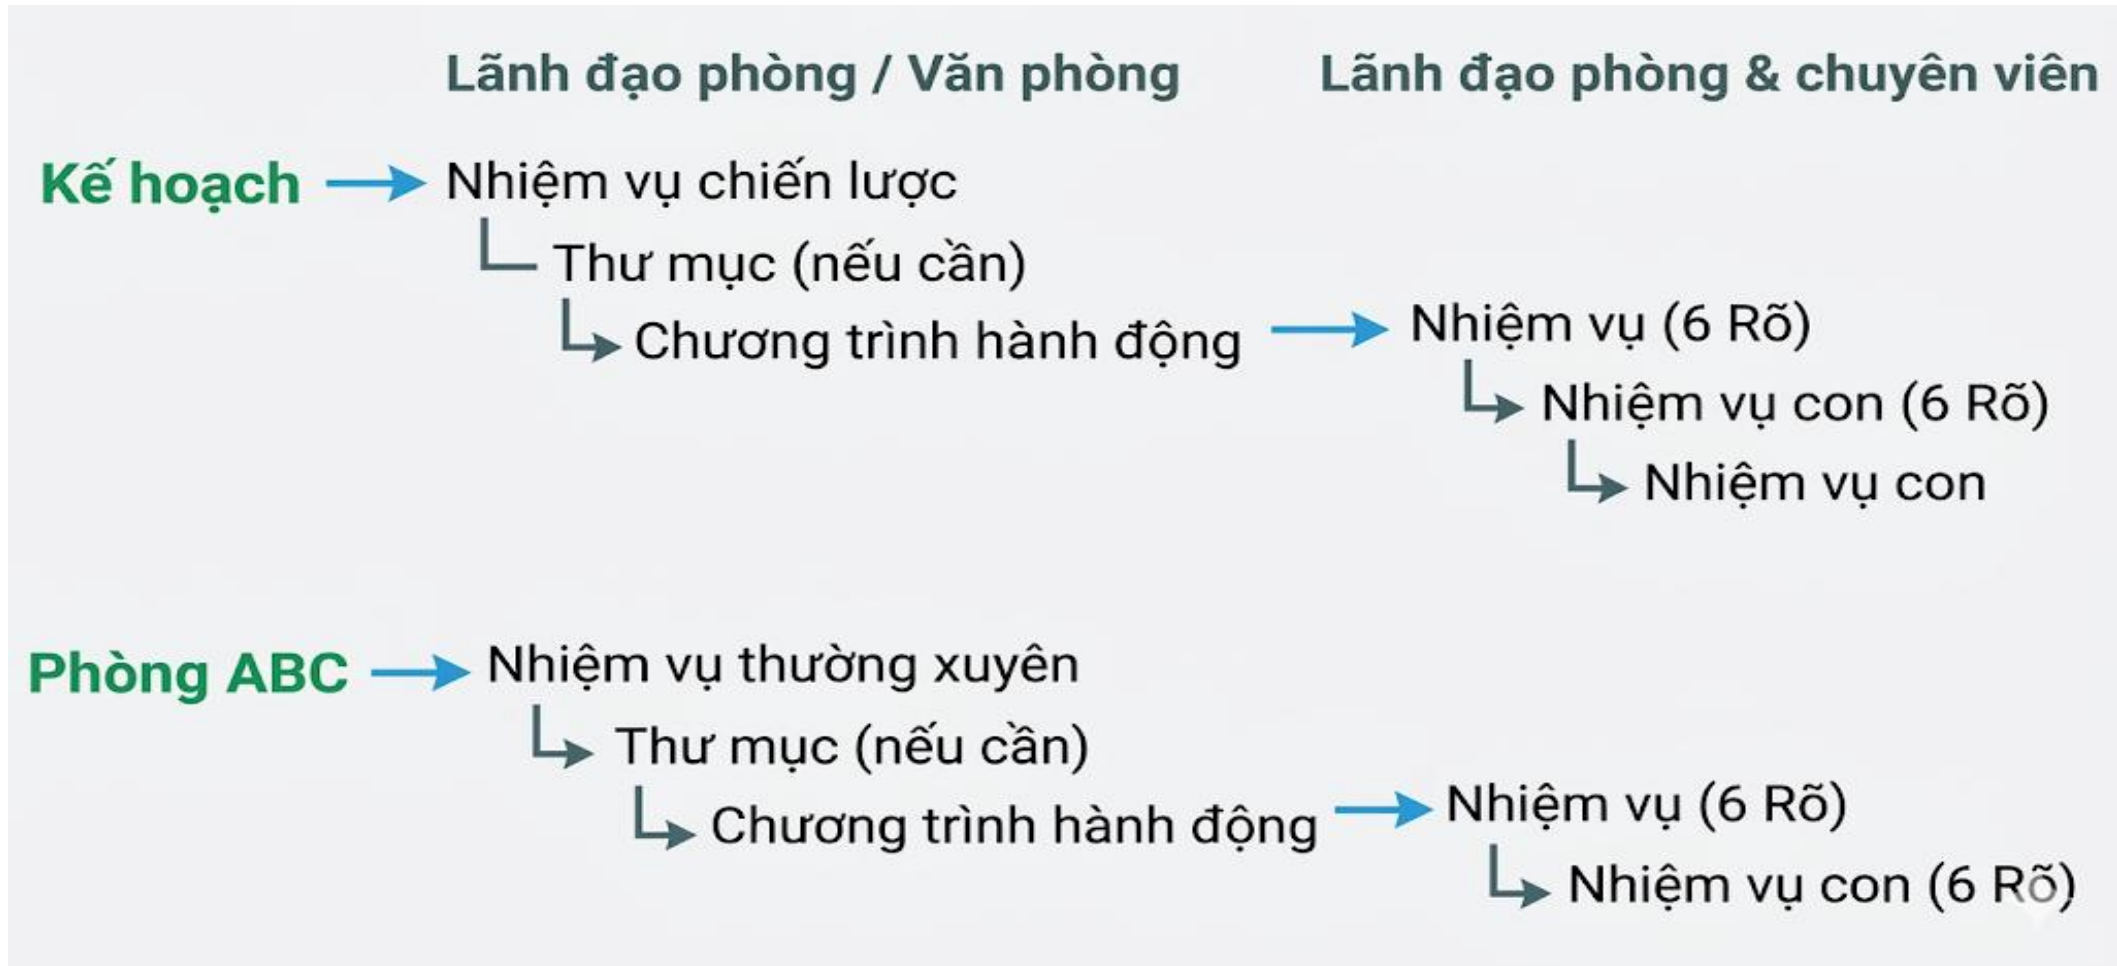 Lãnh đạo phòng / Văn phòng
Lãnh đạo phòng & chuyên viên
Kế hoạch
Nhiệm vụ chiến lược
Thư mục (nếu cần)
Chương trình hành động
Nhiệm vụ (6 Rõ)
Nhiệm vụ con (6 Rõ)
Nhiệm vụ con
Phòng ABC
Nhiệm vụ thường xuyên
Thư mục (nếu cần)
Chương trình hành động
Nhiệm vụ (6 Rõ)
Nhiệm vụ con (6 Rõ)